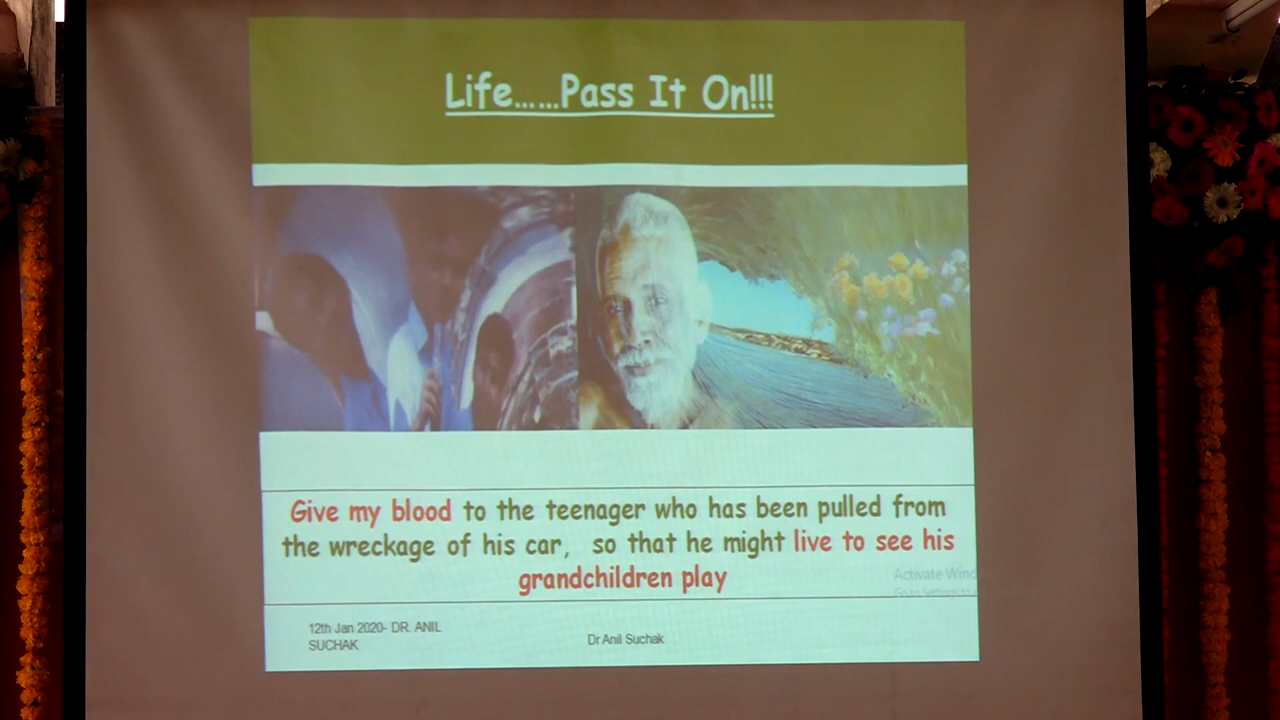 Life......Pass It On!!!
Give my blood to the teenager who has been pulled from
the wreckage of his car, so that he might live to see his
grandchildren play
Activate Wind
12th Jan 2020- DR. ANIL
SUCHAK
Dr Anil Suchak